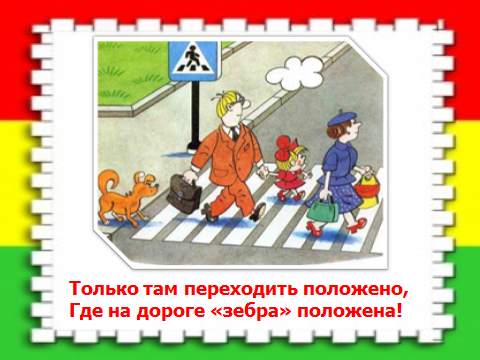 Только там переходить положено,
Где на дороге «зебра» положена!